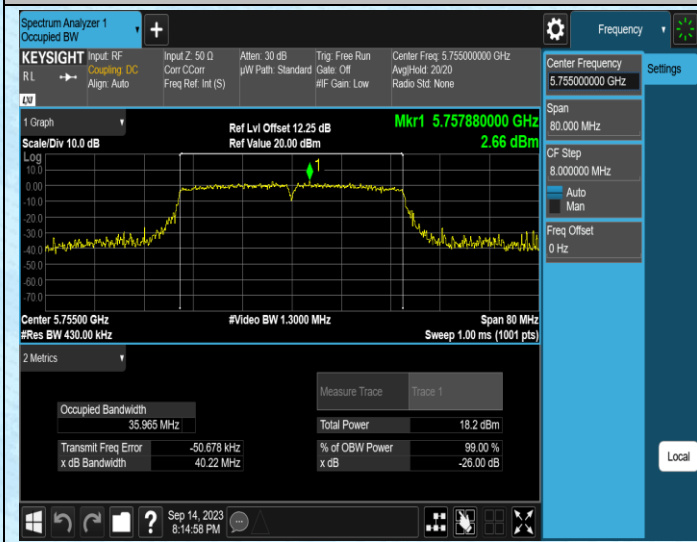 Spectrum Analyzer 1
Occupied BW
+
Frequency
KEYSIGHT
RL
LXI
Input: RF
Coupling: DC
Align: Auto
Input Z: 50 Ω
Corr CCorr
Freq Ref: Int (S)
Atten: 30 dB
µW Path: Standard
Trig: Free Run
Gate: Off
#IF Gain: Low
Center Freq: 5.755000000 GHz
Avg|Hold: 20/20
Radio Std: None
Center Frequency
5.755000000 GHz
Settings
Span
80.000 MHz
CF Step
8.000000 MHz
Auto
Man
Freq Offset
0 Hz
Local
1 Graph
Scale/Div 10.0 dB
Ref Lvl Offset 12.25 dB
Ref Value 20.00 dBm
Mkr1 5.757880000 GHz
2.66 dBm
Log
10.0
0.00
-10.0
-20.0
-30.0
-40.0
-50.0
-60.0
-70.0
1
Center 5.75500 GHz
#Res BW 430.00 kHz
#Video BW 1.3000 MHz
Span 80 MHz
Sweep 1.00 ms (1001 pts)
2 Metrics
Measure Trace
Trace 1
Occupied Bandwidth
35.965 MHz
Total Power
18.2 dBm
Transmit Freq Error
-50.678 kHz
% of OBW Power
99.00 %
x dB Bandwidth
40.22 MHz
x dB
-26.00 dB
?
Sep 14, 2023
8:14:58 PM